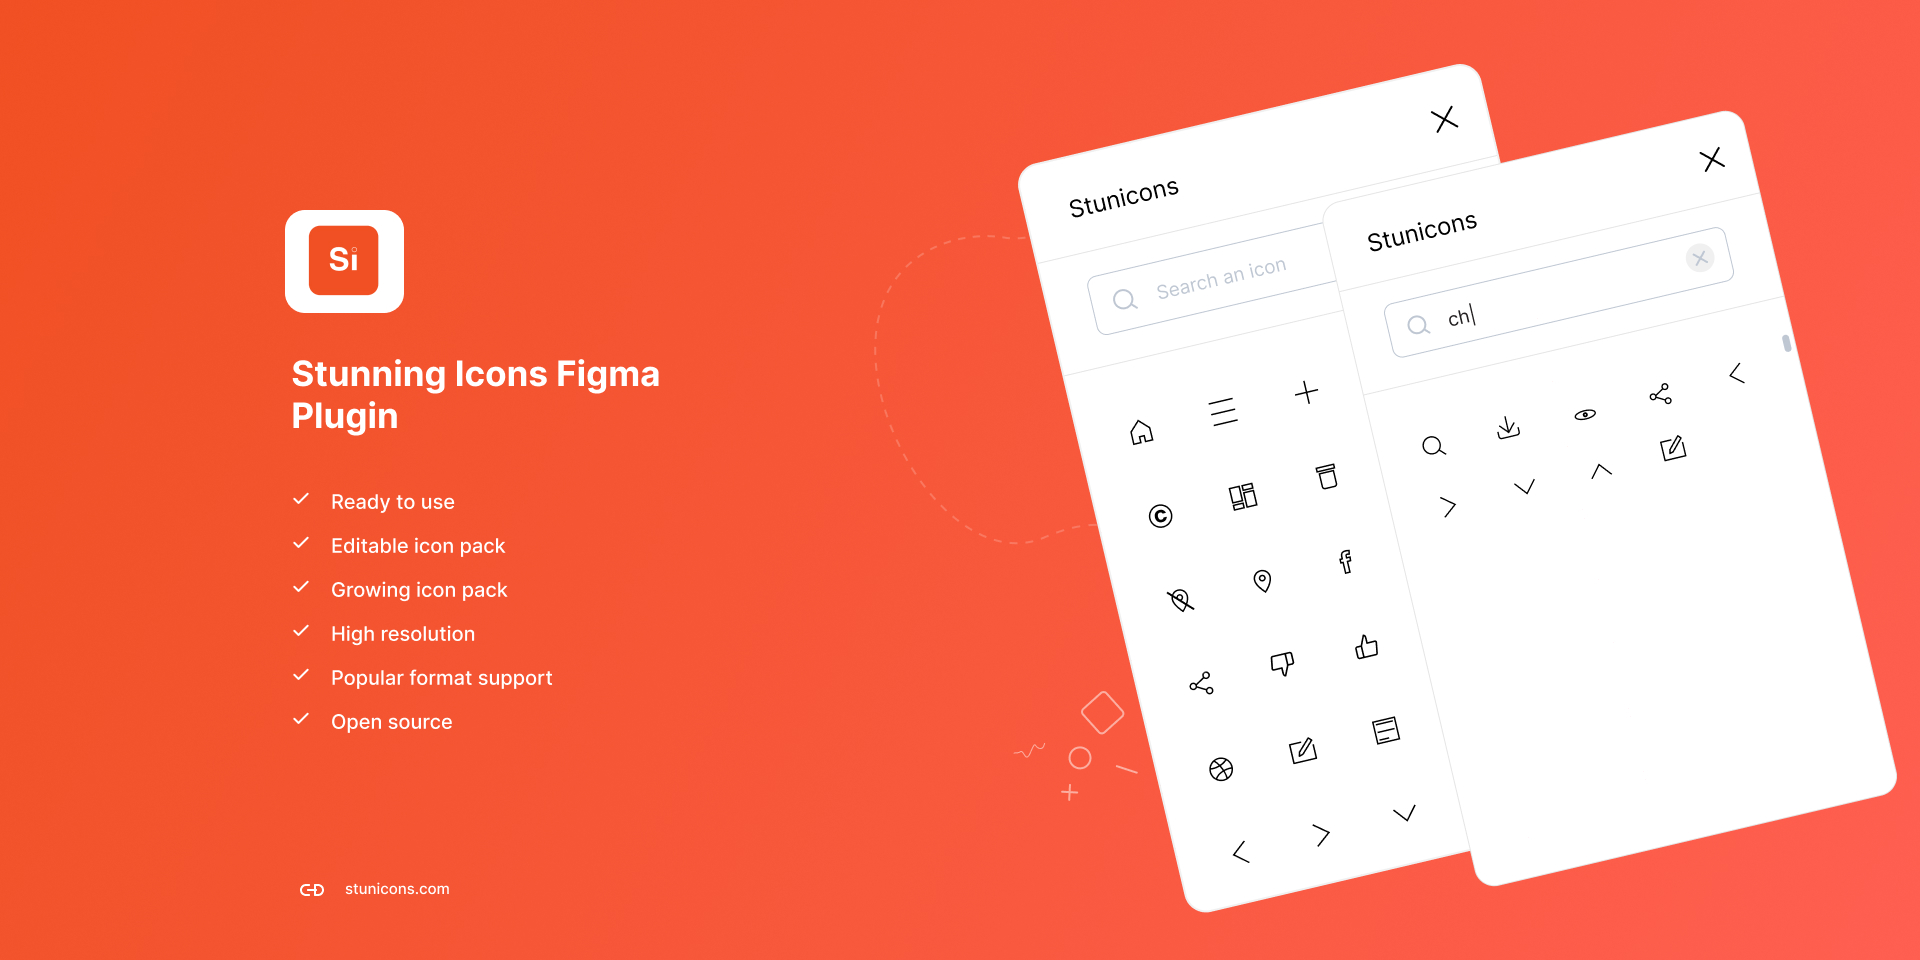 Si
Stunning Icons Figma
Plugin
Ready to use
Editable icon pack
Growing icon pack
High resolution
Popular format support
Open source
stunicons.com
Stunicons
Search an icon
Stunicons
ch